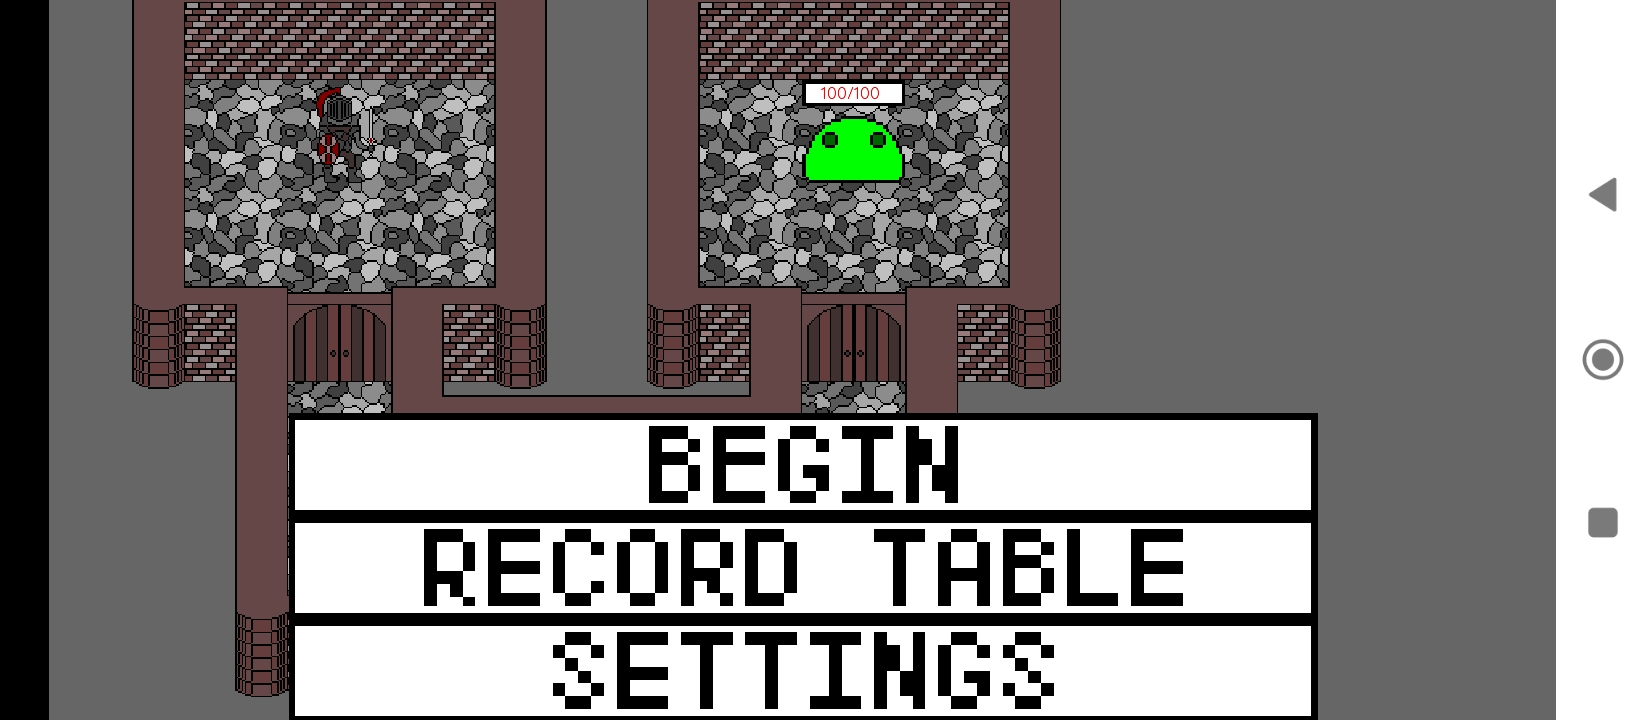 100/100
BEGIN
RECORD TABLE
SETTINGS